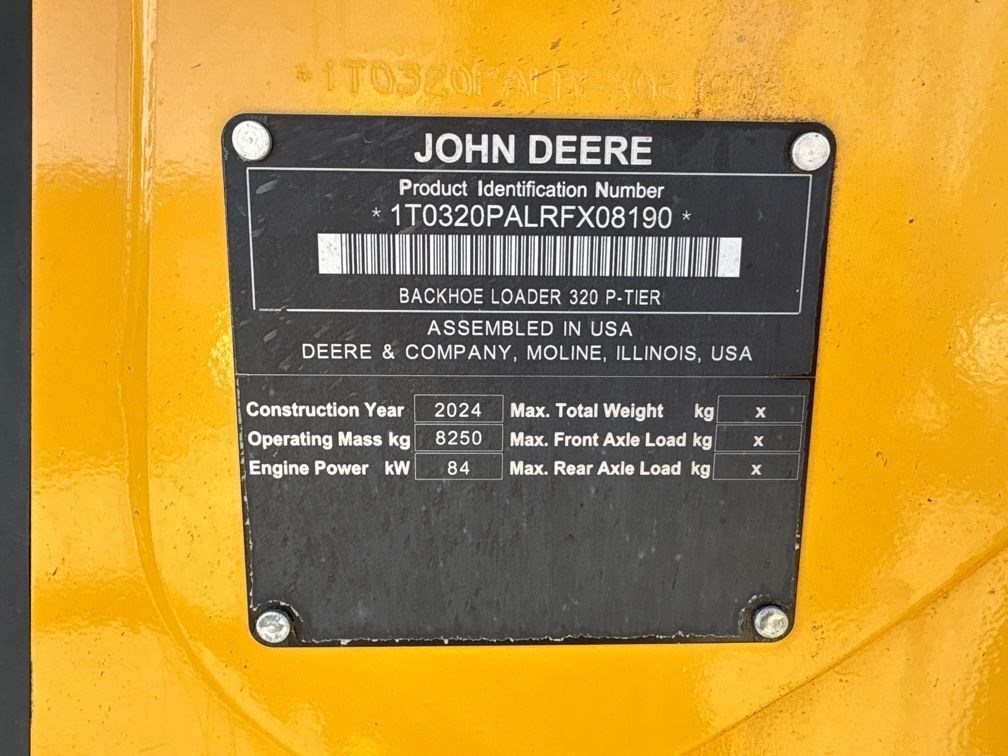 JOHN DEERE
Product Identification Number
* 1T0320PALRFX08190 *
BACKHOE LOADER 320 P-TIER
ASSEMBLED IN USA
DEERE & COMPANY, MOLINE, ILLINOIS, USA
Construction Year 2024 Max. Total Weight kg x
Operating Mass kg 8250 Max. Front Axle Load kg x
Engine Power kW 84 Max. Rear Axle Load kg x